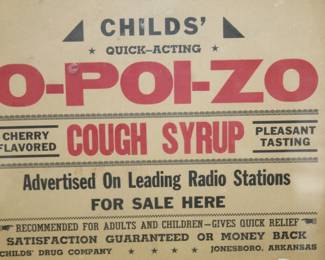 CHILDS'
QUICK-ACTING
O-POI-ZO
CHERRY FLAVORED
COUGH SYRUP
PLEASANT TASTING
Advertised On Leading Radio Stations
FOR SALE HERE
RECOMMENDED FOR ADULTS AND CHILDREN-GIVES QUICK RELIEF
SATISFACTION GUARANTEED OR MONEY BACK
CHILDS' DRUG COMPANY JONESBORO, ARKANSAS